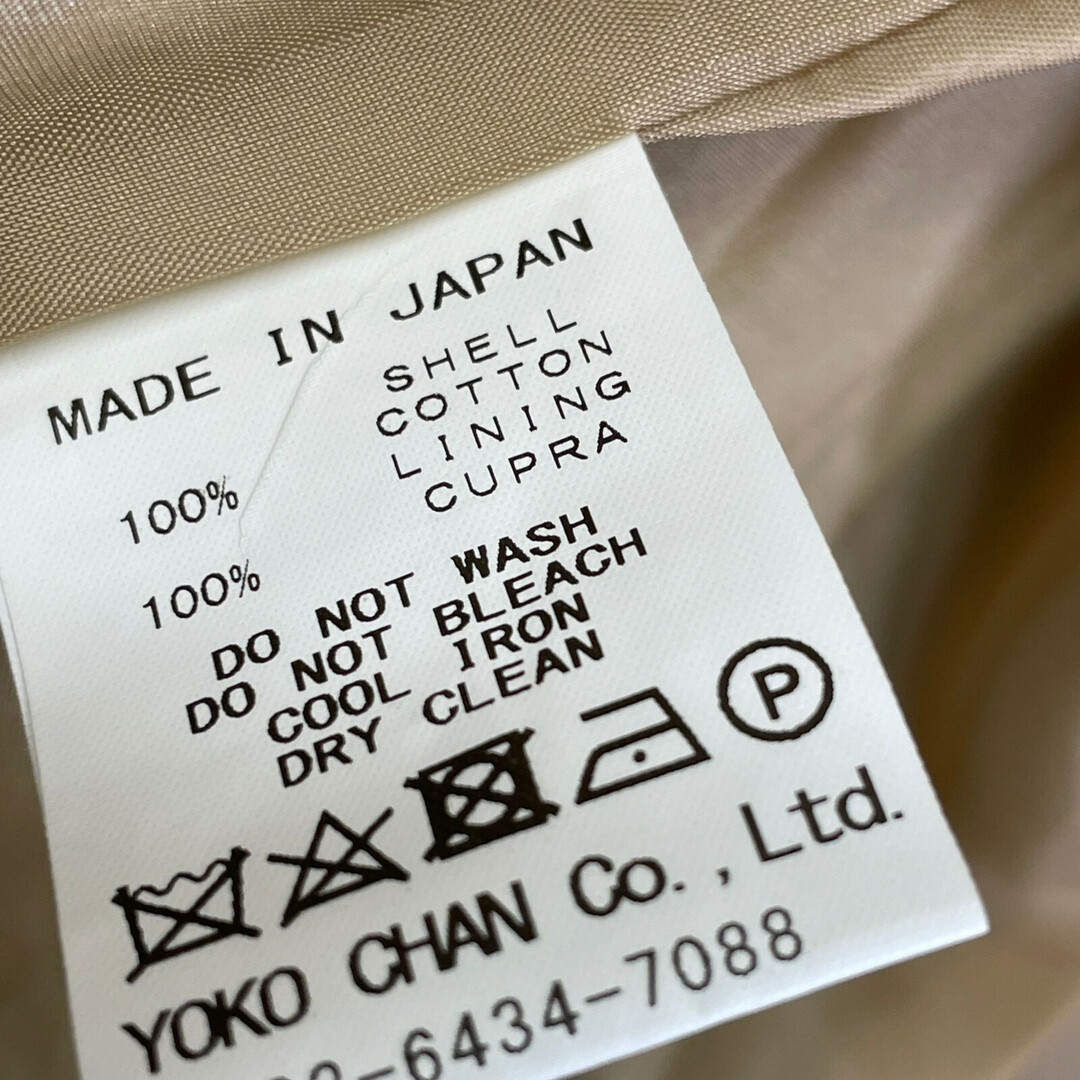 MADE IN JAPAN
SHELL
COTTON 100%
LINING
CUPRA 100%
DO NOT WASH
DO NOT BLEACH
COOL IRON
DRY CLEAN
P
YOKO CHAN Co., Ltd.
-6434-7088